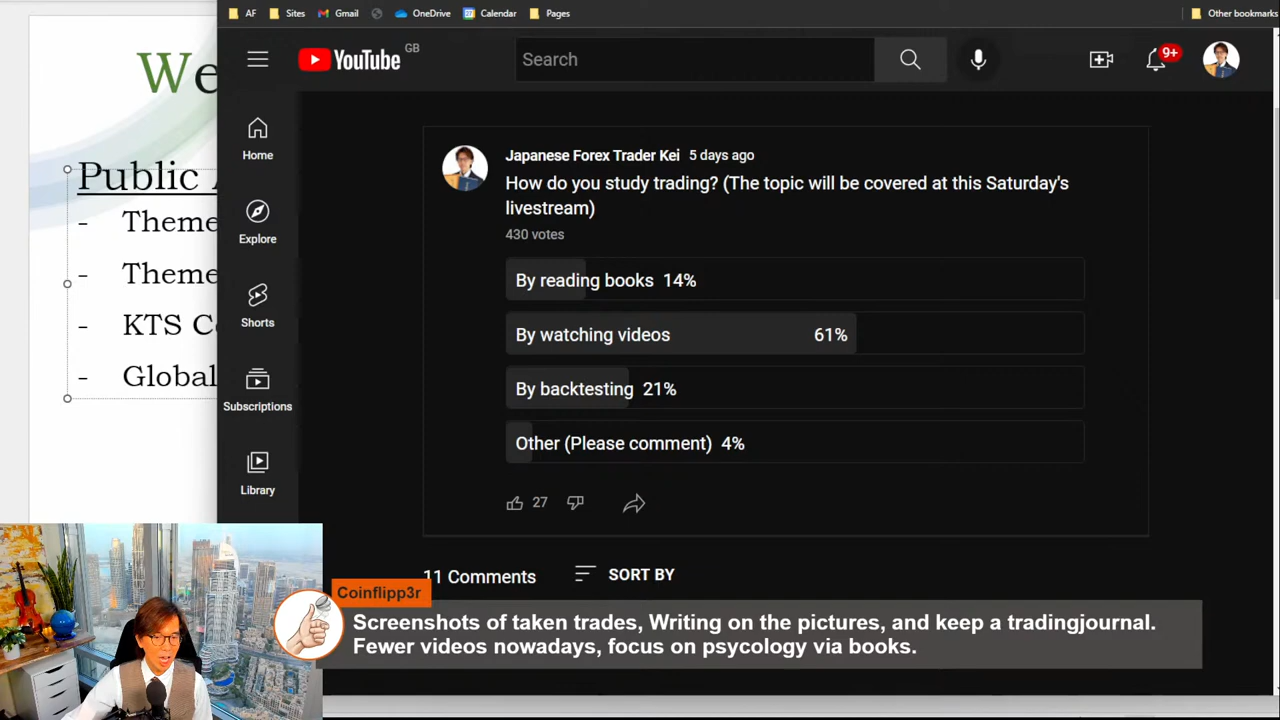 AF Sites Gmail OneDrive Calendar Pages Other bookmarks
We
Public A
- Theme
- Theme
- KTS Co
- Global
YouTube GB
Search
9+
Home
Explore
Shorts
Subscriptions
Library
Japanese Forex Trader Kei 5 days ago
How do you study trading? (The topic will be covered at this Saturday's
livestream)
430 votes
By reading books 14%
By watching videos 61%
By backtesting 21%
Other (Please comment) 4%
27
11 Comments SORT BY
Coinflipp3r
Screenshots of taken trades, Writing on the pictures, and keep a tradingjournal.
Fewer videos nowadays, focus on psycology via books.